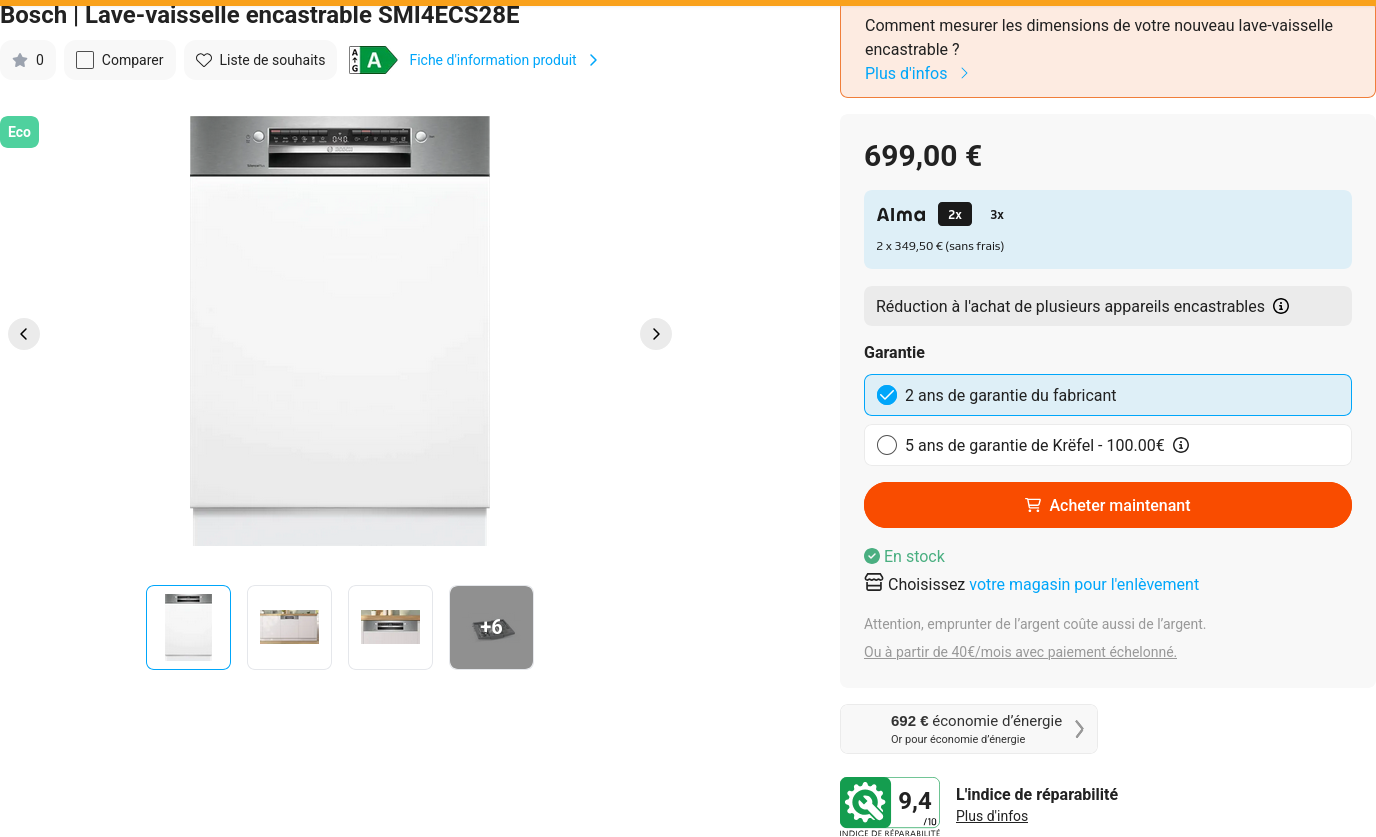 Bosch | Lave-vaisselle encastrable SMI4ECS28E
0
Comparer
Liste de souhaits
A
G
A
Fiche d'information produit
Eco
BOSCH
+6
Comment mesurer les dimensions de votre nouveau lave-vaisselle
encastrable ?
Plus d'infos
699,00 €
Alma
2x
3x
2 x 349,50 € (sans frais)
Réduction à l'achat de plusieurs appareils encastrables
Garantie
2 ans de garantie du fabricant
5 ans de garantie de Krëfel - 100.00€
Acheter maintenant
En stock
Choisissez votre magasin pour l'enlèvement
Attention, emprunter de l’argent coûte aussi de l’argent.
Ou à partir de 40€/mois avec paiement échelonné.
692 € économie d’énergie
Or pour économie d’énergie
9,4
/10
INDICE DE RÉPARABILITÉ
L'indice de réparabilité
Plus d'infos